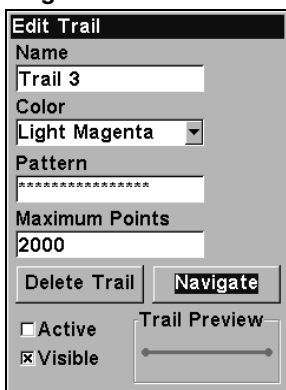 Edit Trail
Name
Trail 3
Color
Light Magenta
Pattern
****************
Maximum Points
2000
Delete Trail Navigate
Active
Trail Preview
Visible